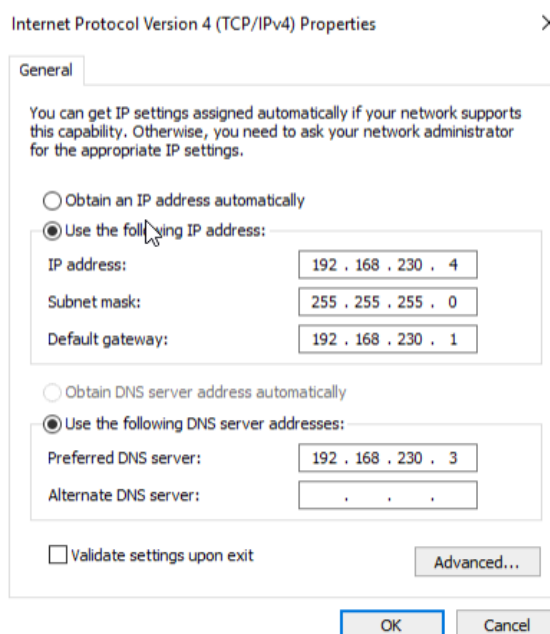 Internet Protocol Version 4 (TCP/IPv4) Properties
General
You can get IP settings assigned automatically if your network supports
this capability. Otherwise, you need to ask your network administrator
for the appropriate IP settings.
Obtain an IP address automatically
Use the following IP address:
IP address: 192 . 168 . 230 . 4
Subnet mask: 255 . 255 . 255 . 0
Default gateway: 192 . 168 . 230 . 1
Obtain DNS server address automatically
Use the following DNS server addresses:
Preferred DNS server: 192 . 168 . 230 . 3
Alternate DNS server: . . .
Validate settings upon exit
Advanced...
OK Cancel